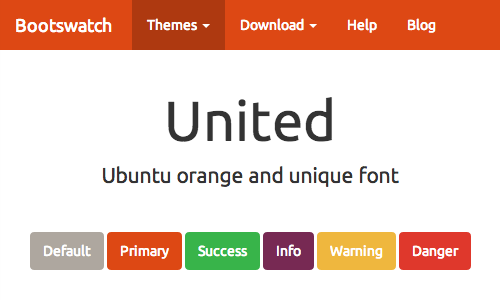 Bootswatch Themes Download Help Blog
United
Ubuntu orange and unique font
Default Primary Success Info Warning Danger